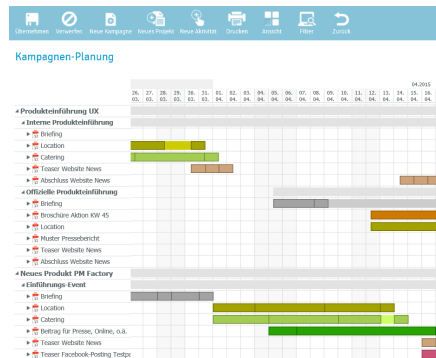 Übernehmen Verwerfen Neue Kampagne Neues Projekt Neue Aktivität Drucken Ansicht Filter Zurück
Kampagnen-Planung
04.2015
26. 27. 28. 29. 30. 31. 01. 02. 03. 04. 05. 06. 07. 08. 09. 10. 11. 12. 13. 14. 15. 16.
03. 03. 03. 03. 03. 03. 04. 04. 04. 04. 04. 04. 04. 04. 04. 04. 04. 04. 04. 04. 04. 04.
Produkteinführung UX
Interne Produkteinführung
Briefing
Location
Catering
Teaser Website News
Abschluss Website News
Offizielle Produkteinführung
Briefing
Broschüre Aktion KW 45
Location
Muster Pressebericht
Teaser Website News
Abschluss Website News
Neues Produkt PM Factory
Einführungs-Event
Briefing
Location
Catering
Beitrag für Presse, Online, o.ä.
Teaser Website News
Teaser Facebook-Posting Testpa